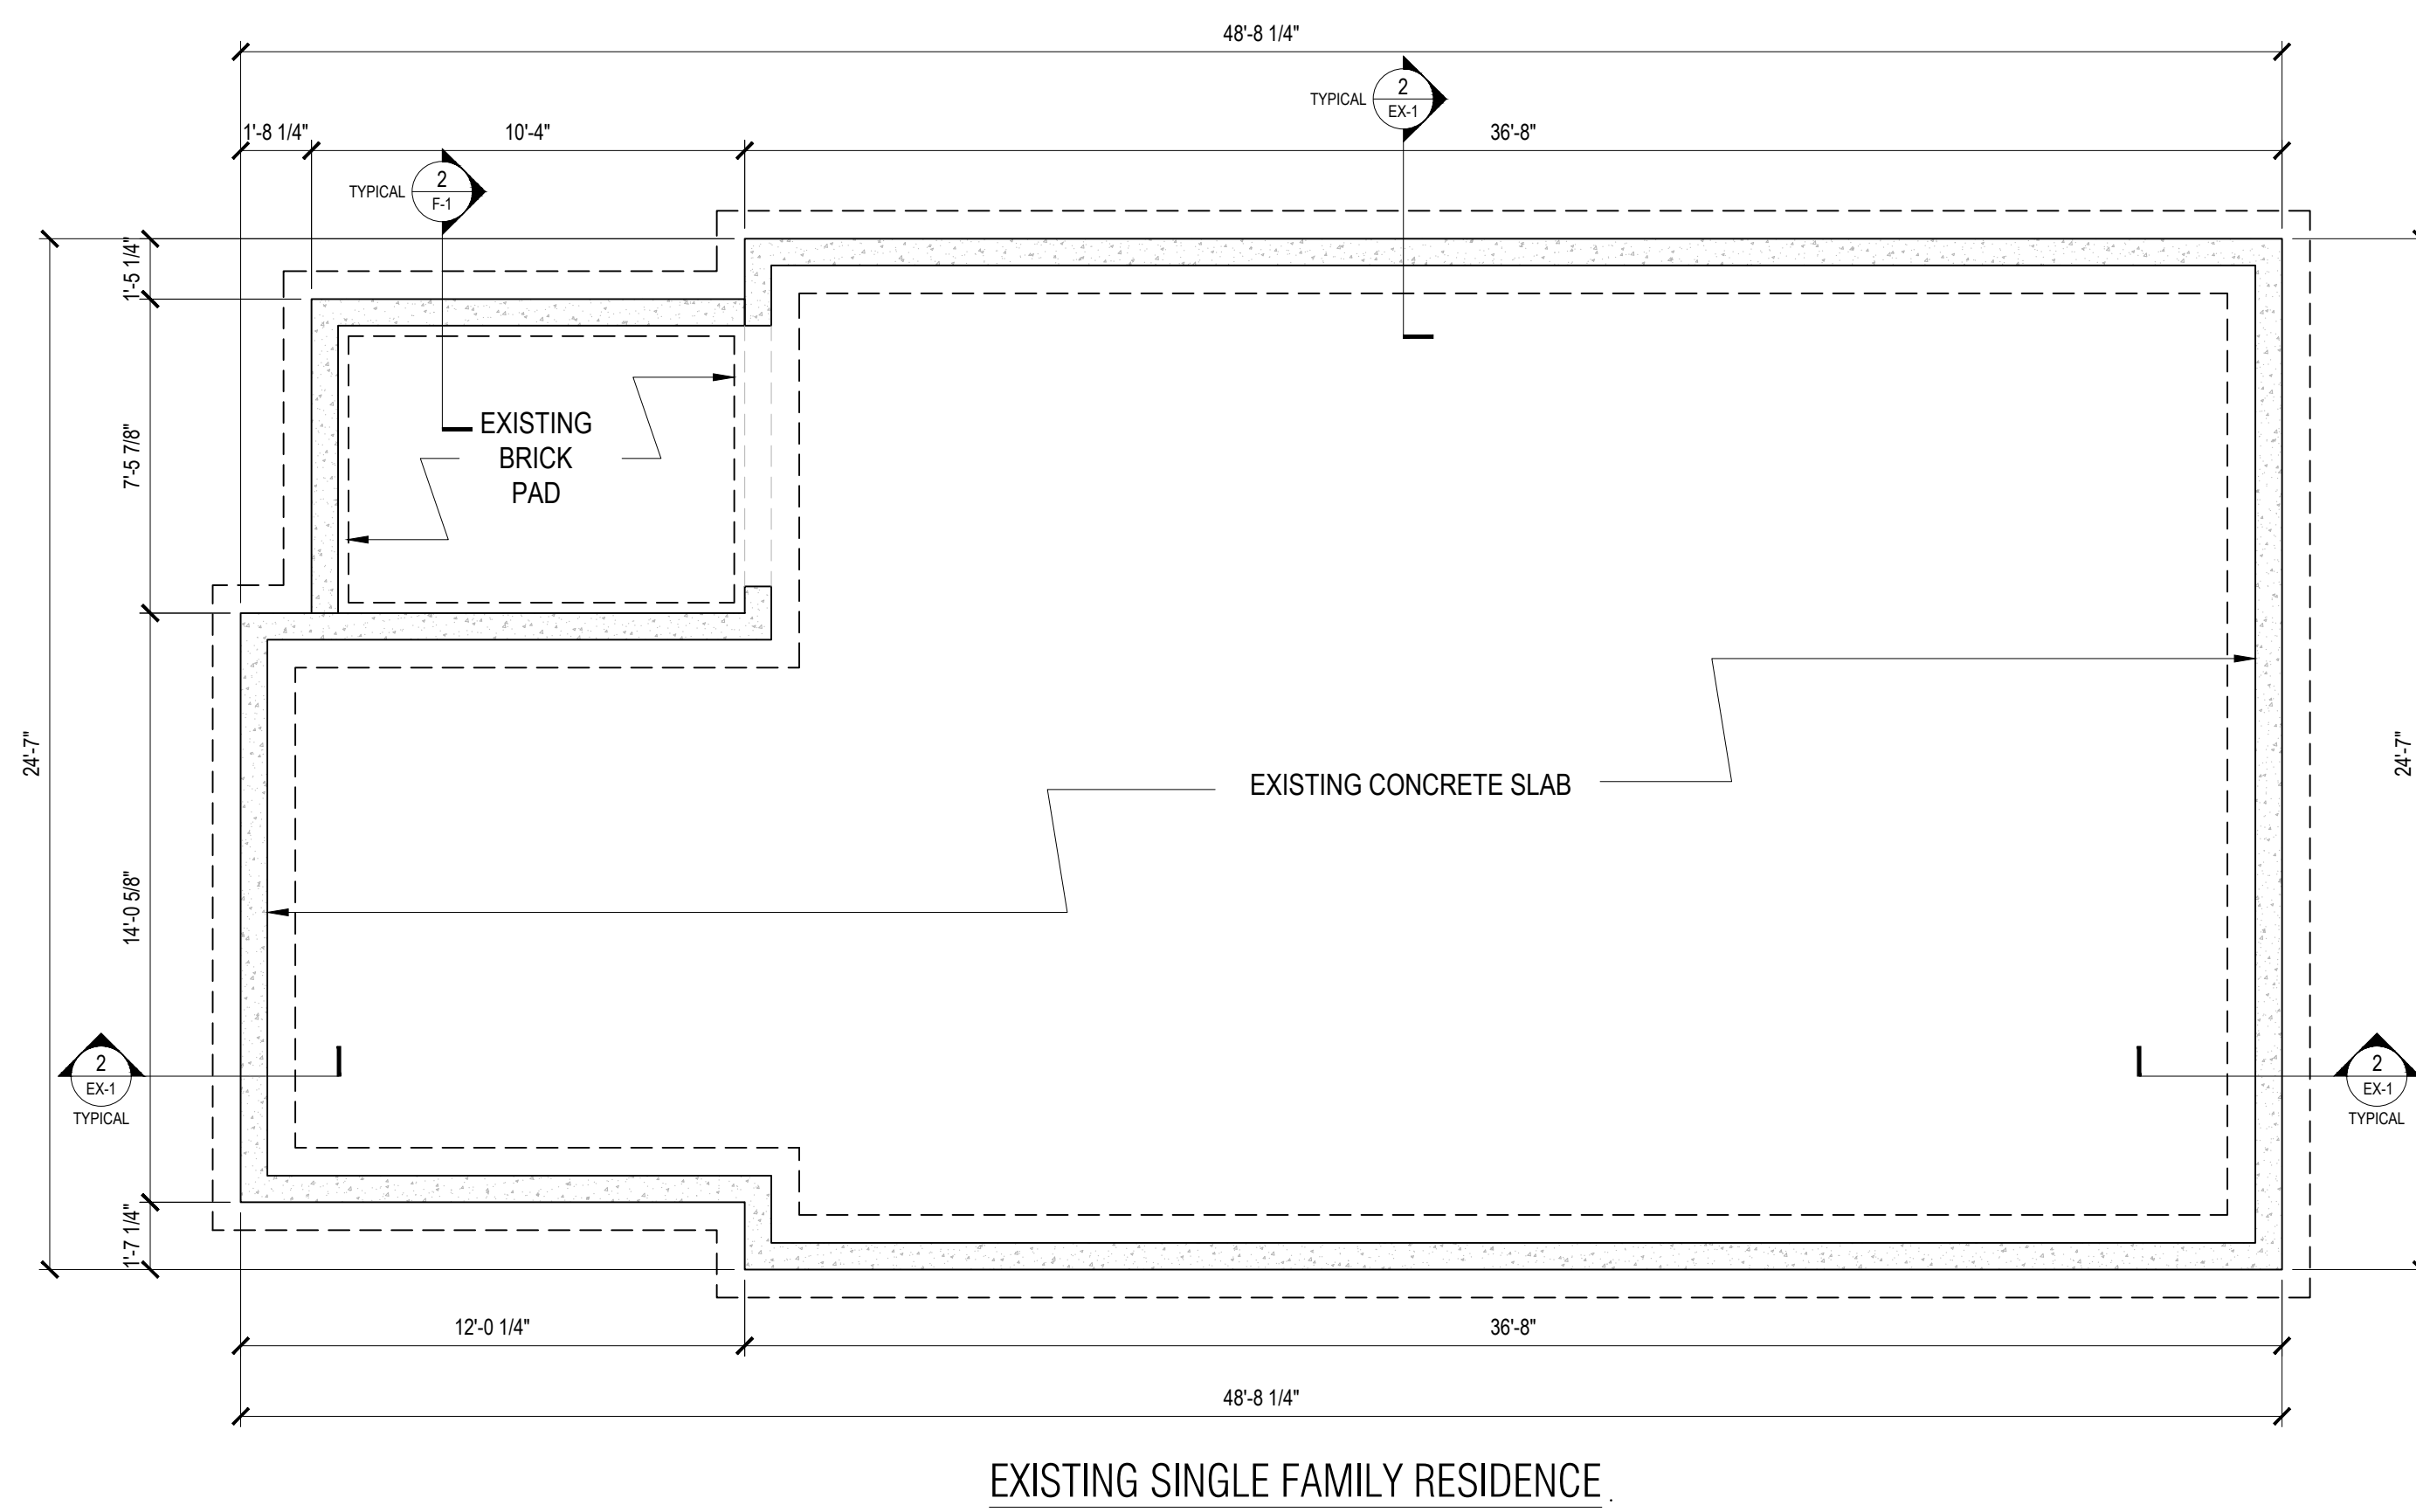 48'-8 1/4"
TYPICAL
2
EX-1
1'-8 1/4"
10'-4"
36'-8"
TYPICAL
2
F-1
1'-5 1/4"
7'-5 7/8"
EXISTING
BRICK
PAD
24'-7"
24'-7"
EXISTING CONCRETE SLAB
14'-0 5/8"
2
EX-1
TYPICAL
2
EX-1
TYPICAL
1'-7 1/4"
12'-0 1/4"
36'-8"
48'-8 1/4"
EXISTING SINGLE FAMILY RESIDENCE .